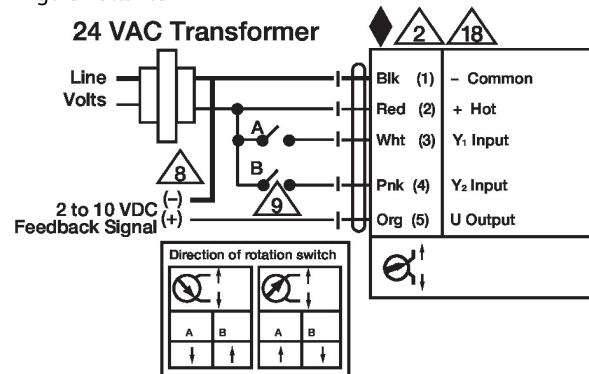 24 VAC Transformer
2
18
Line
Volts
Blk (1) – Common
Red (2) + Hot
A
Wht (3) Y₁ Input
B
Pnk (4) Y₂ Input
8
9
2 to 10 VDC (–)
Feedback Signal (+)
Org (5) U Output
Direction of rotation switch
A B A B